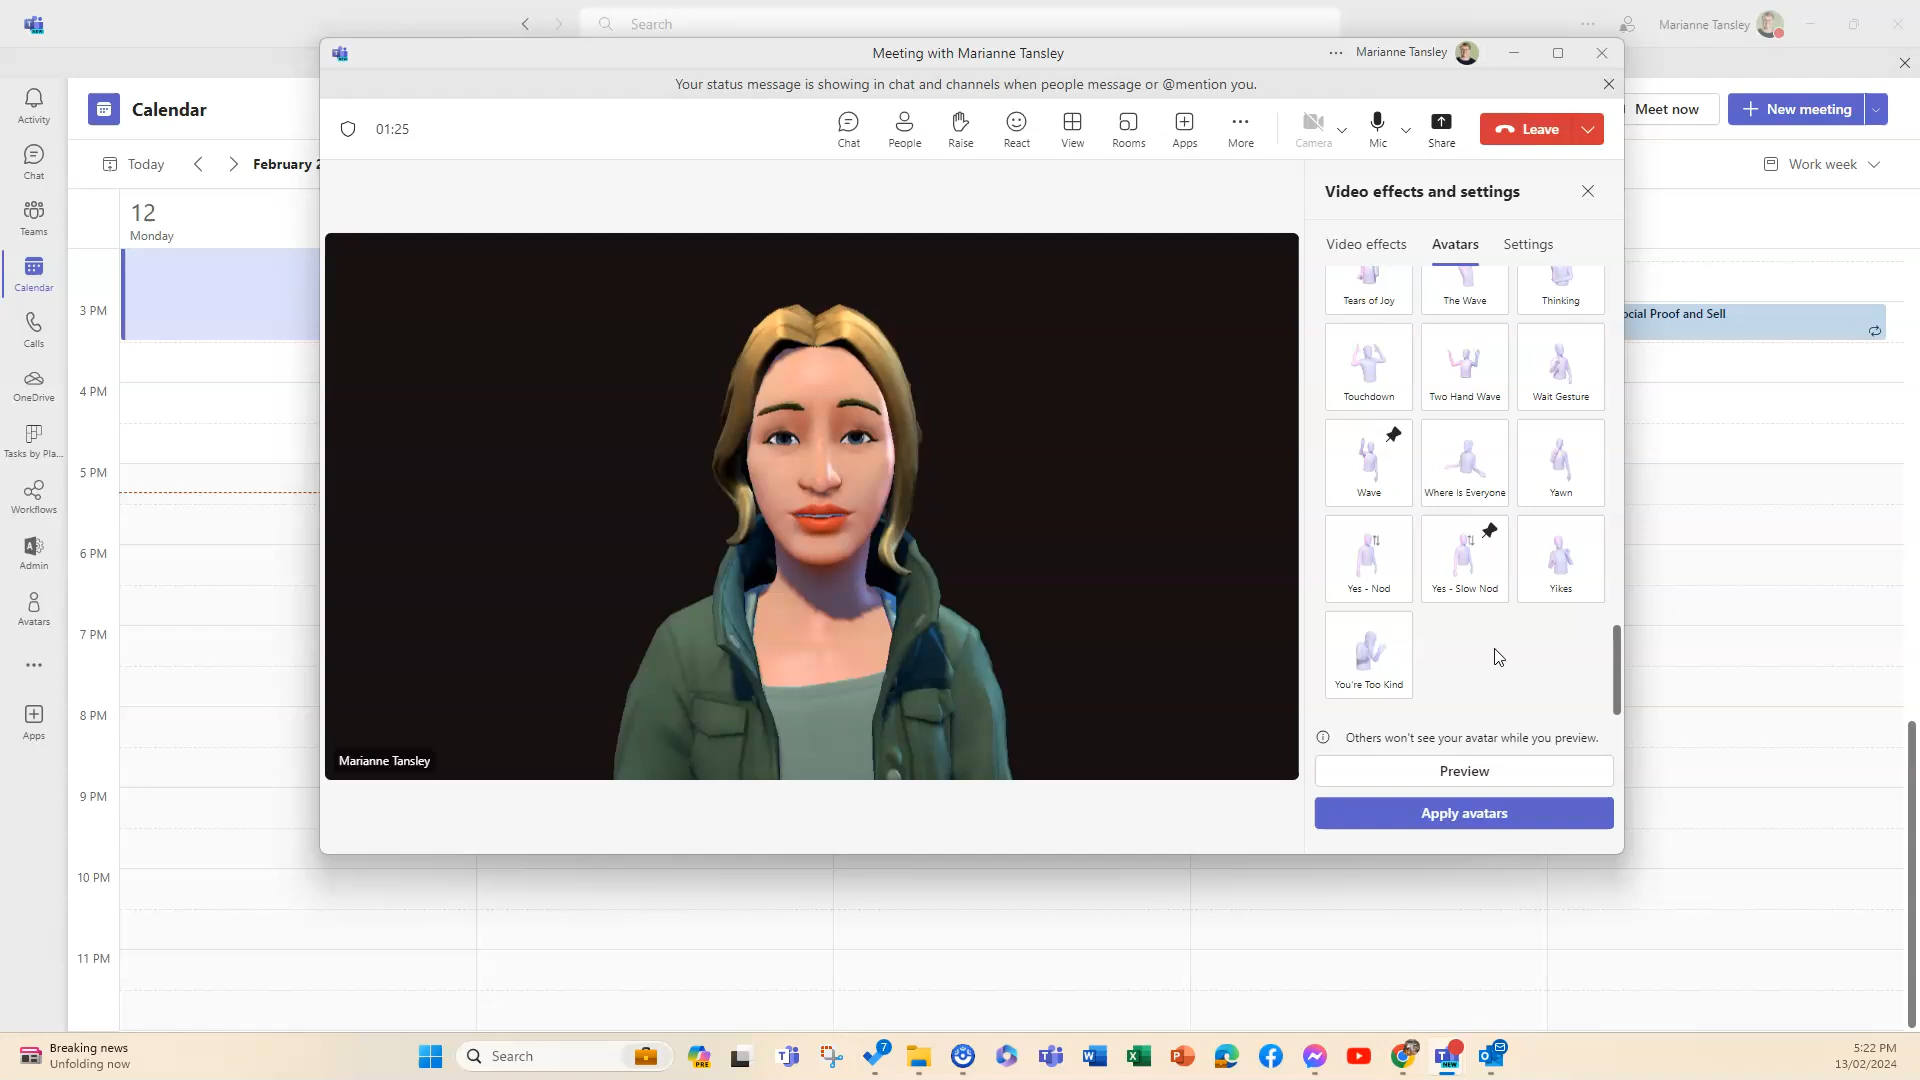 Search
Marianne Tansley
Meeting with Marianne Tansley
Marianne Tansley
Your status message is showing in chat and channels when people message or @mention you.
Activity
Chat
Teams
Calendar
Calls
OneDrive
Tasks by Pla...
Workflows
Admin
Avatars
Apps
Calendar
Meet now
New meeting
Today
February 2
Work week
12
Monday
3 PM
4 PM
5 PM
6 PM
7 PM
8 PM
9 PM
10 PM
11 PM
ocial Proof and Sell
01:25
Chat
People
Raise
React
View
Rooms
Apps
More
Camera
Mic
Share
Leave
Marianne Tansley
Video effects and settings
Video effects
Avatars
Settings
Tears of Joy
The Wave
Thinking
Touchdown
Two Hand Wave
Wait Gesture
Wave
Where Is Everyone
Yawn
Yes - Nod
Yes - Slow Nod
Yikes
You're Too Kind
Others won't see your avatar while you preview.
Preview
Apply avatars
Breaking news
Unfolding now
Search
PRE
7
NEW
5:22 PM
13/02/2024